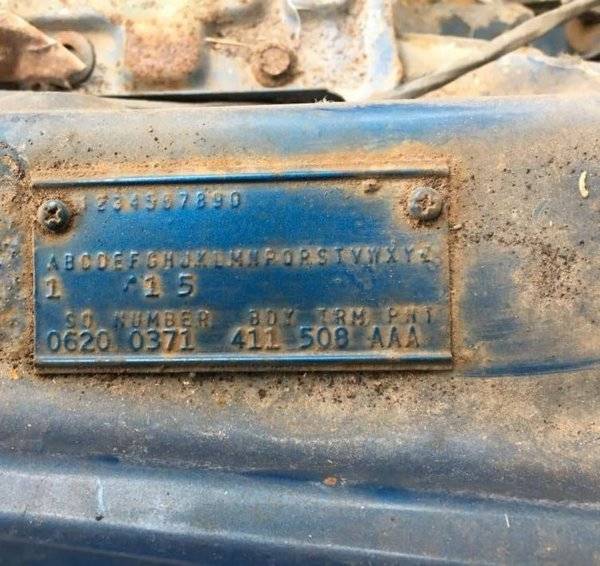 1234567890
ABCDEFGHJKLMNPQRSTVWXYZ
1 15
SO NUMBER BDY TRM PNT
0620 0371 411 508 AAA